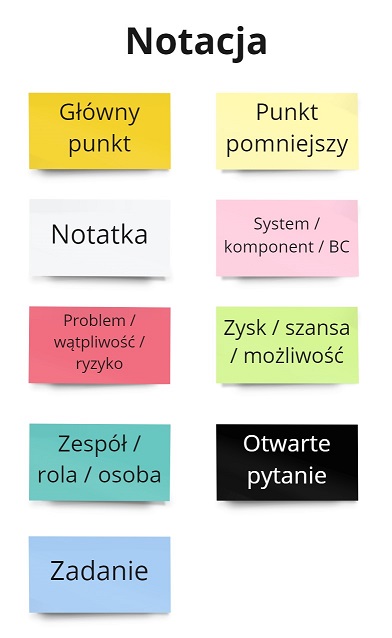 Notacja
Główny
punkt
Punkt
pomniejszy
Notatka
System /
komponent / BC
Problem /
wątpliwość /
ryzyko
Zysk / szansa
/ możliwość
Zespół /
rola / osoba
Otwarte
pytanie
Zadanie